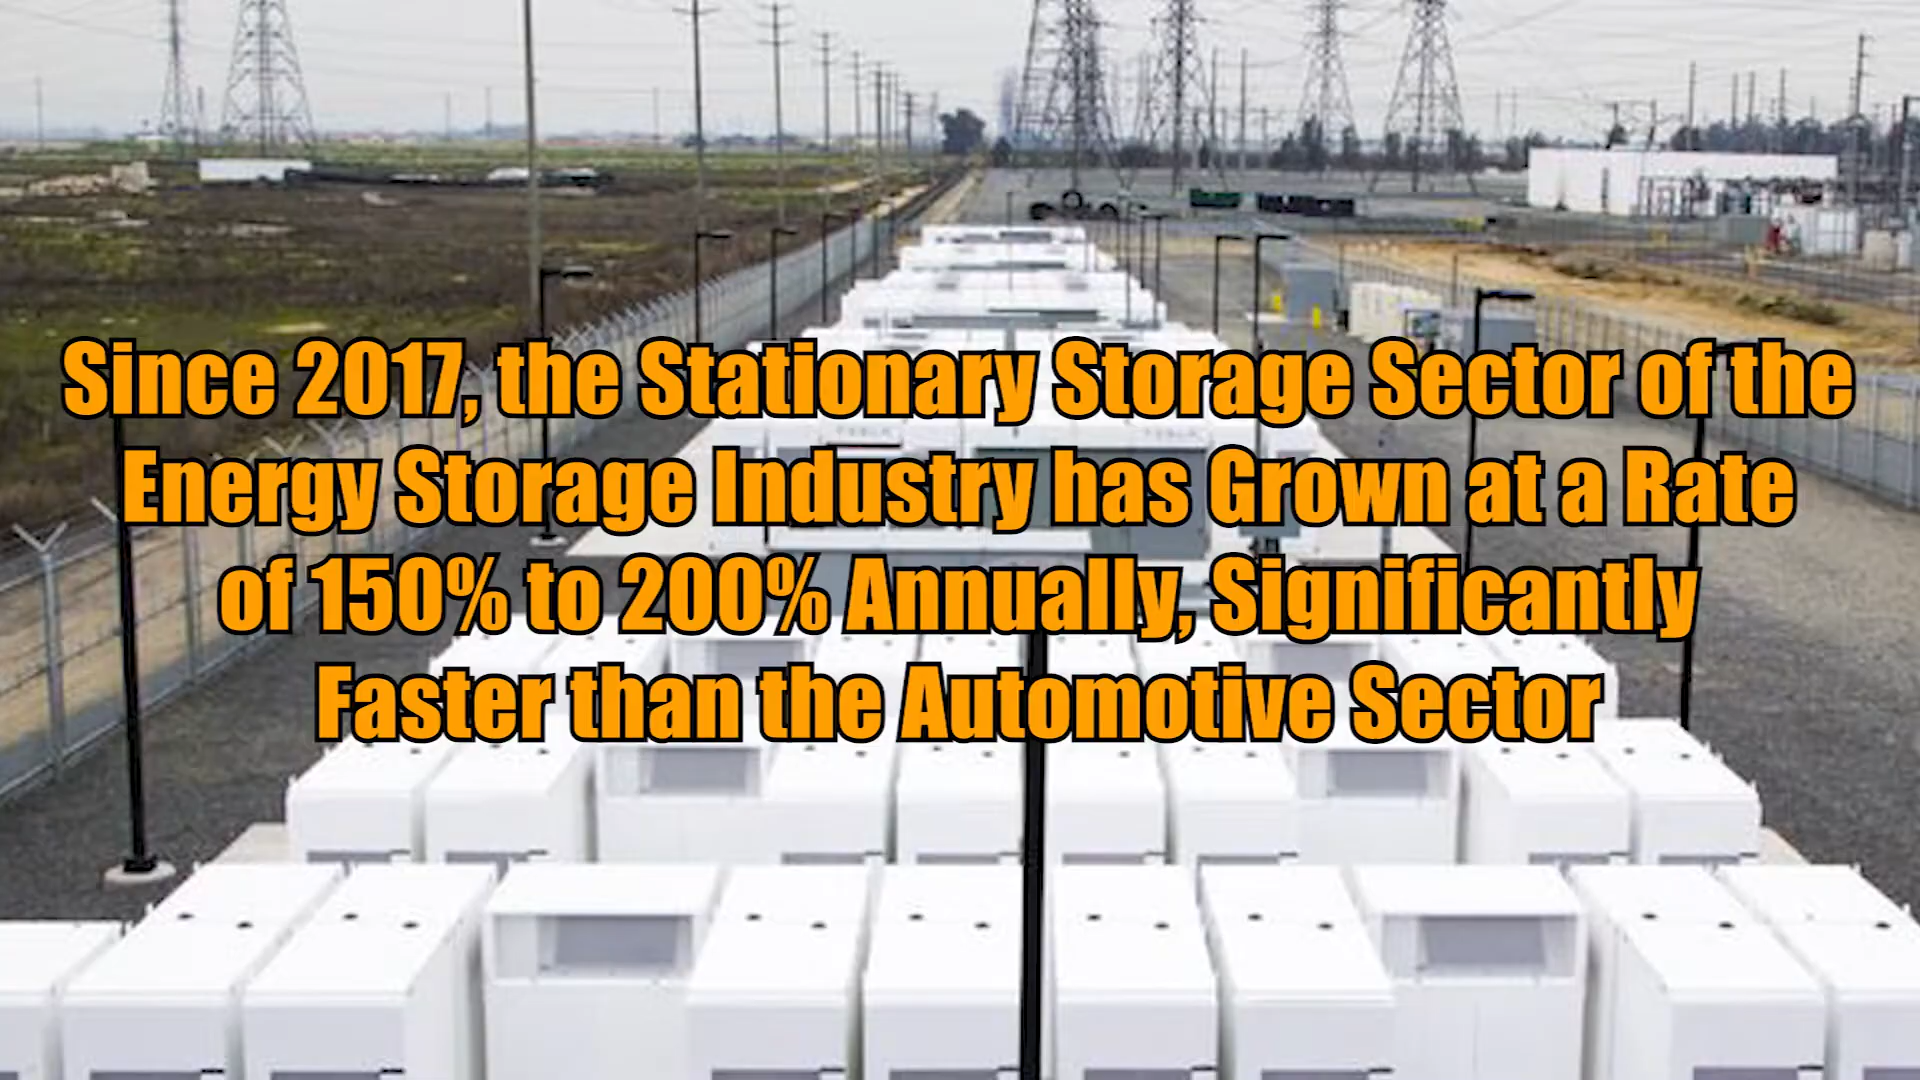 Since 2017, the Stationary Storage Sector of the
Energy Storage Industry has Grown at a Rate
of 150% to 200% Annually, Significantly
Faster than the Automotive Sector